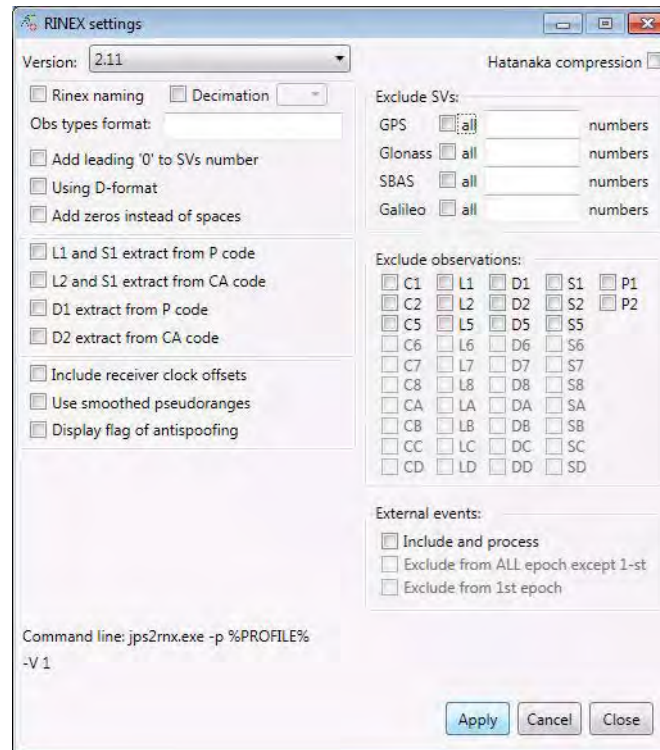 RINEX settings
Version: 2.11
Hatanaka compression
Rinex naming Decimation
Obs types format:
Add leading '0' to SVs number
Using D-format
Add zeros instead of spaces
L1 and S1 extract from P code
L2 and S1 extract from CA code
D1 extract from P code
D2 extract from CA code
Include receiver clock offsets
Use smoothed pseudoranges
Display flag of antispoofing
Exclude SVs:
GPS all numbers
Glonass all numbers
SBAS all numbers
Galileo all numbers
Exclude observations:
C1 L1 D1 S1 P1
C2 L2 D2 S2 P2
C5 L5 D5 S5
C6 L6 D6 S6
C7 L7 D7 S7
C8 L8 D8 S8
CA LA DA SA
CB LB DB SB
CC LC DC SC
CD LD DD SD
External events:
Include and process
Exclude from ALL epoch except 1-st
Exclude from 1st epoch
Command line: jps2rnx.exe -p %PROFILE%
-V 1
Apply Cancel Close